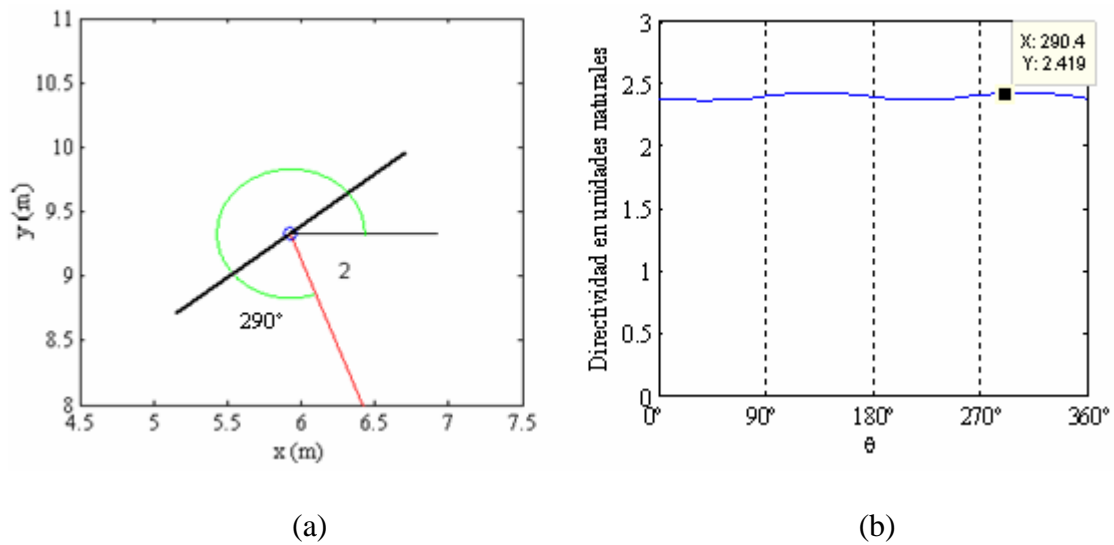 11
10.5
10
9.5
9
8.5
8
y (m)
2
290°
4.5 5 5.5 6 6.5 7 7.5
x (m)
(a)
3
2.5
2
1.5
1
0.5
0
Directividad en unidades naturales
X: 290.4
Y: 2.419
0° 90° 180° 270° 360°
θ
(b)